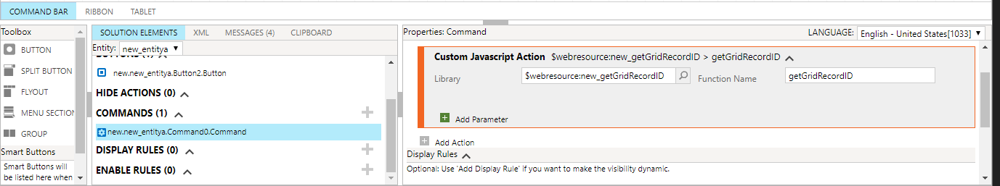 COMMAND BAR RIBBON TABLET
Toolbox
BUTTON
SPLIT BUTTON
FLYOUT
MENU SECTION
GROUP
Smart Buttons
Smart Buttons will
be listed here when
SOLUTION ELEMENTS XML MESSAGES (4) CLIPBOARD
Entity: new_entitya
BUTTONS (1)
new.new_entitya.Button2.Button
HIDE ACTIONS (0)
COMMANDS (1)
new.new_entitya.Command0.Command
DISPLAY RULES (0)
ENABLE RULES (0)
Properties: Command LANGUAGE: English - United States[1033]
Custom Javascript Action $webresource:new_getGridRecordID > getGridRecordID
Library $webresource:new_getGridRecordID Function Name getGridRecordID
Add Parameter
Add Action
Display Rules
Optional: Use 'Add Display Rule' if you want to make the visibility dynamic.